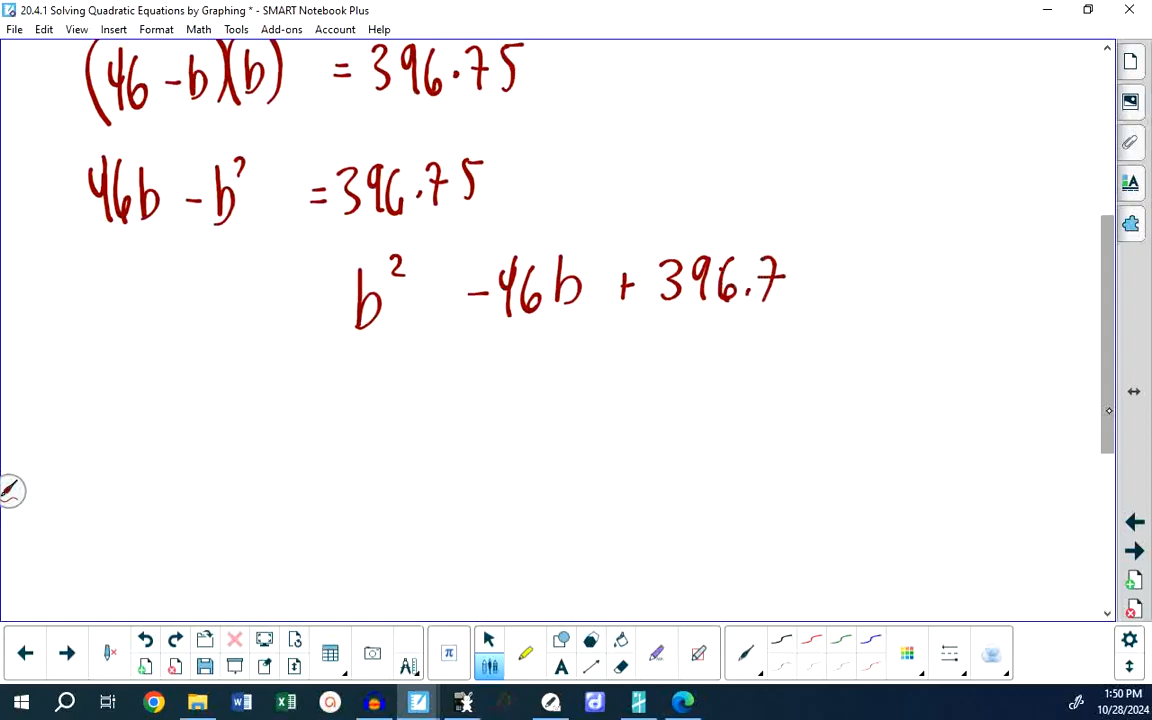 20.4.1 Solving Quadratic Equations by Graphing * - SMART Notebook Plus
File Edit View Insert Format Math Tools Add-ons Account Help
(46 - b)(b) = 396.75
46b - b² = 396.75
b² - 46b + 396.7
1:50 PM
10/28/2024